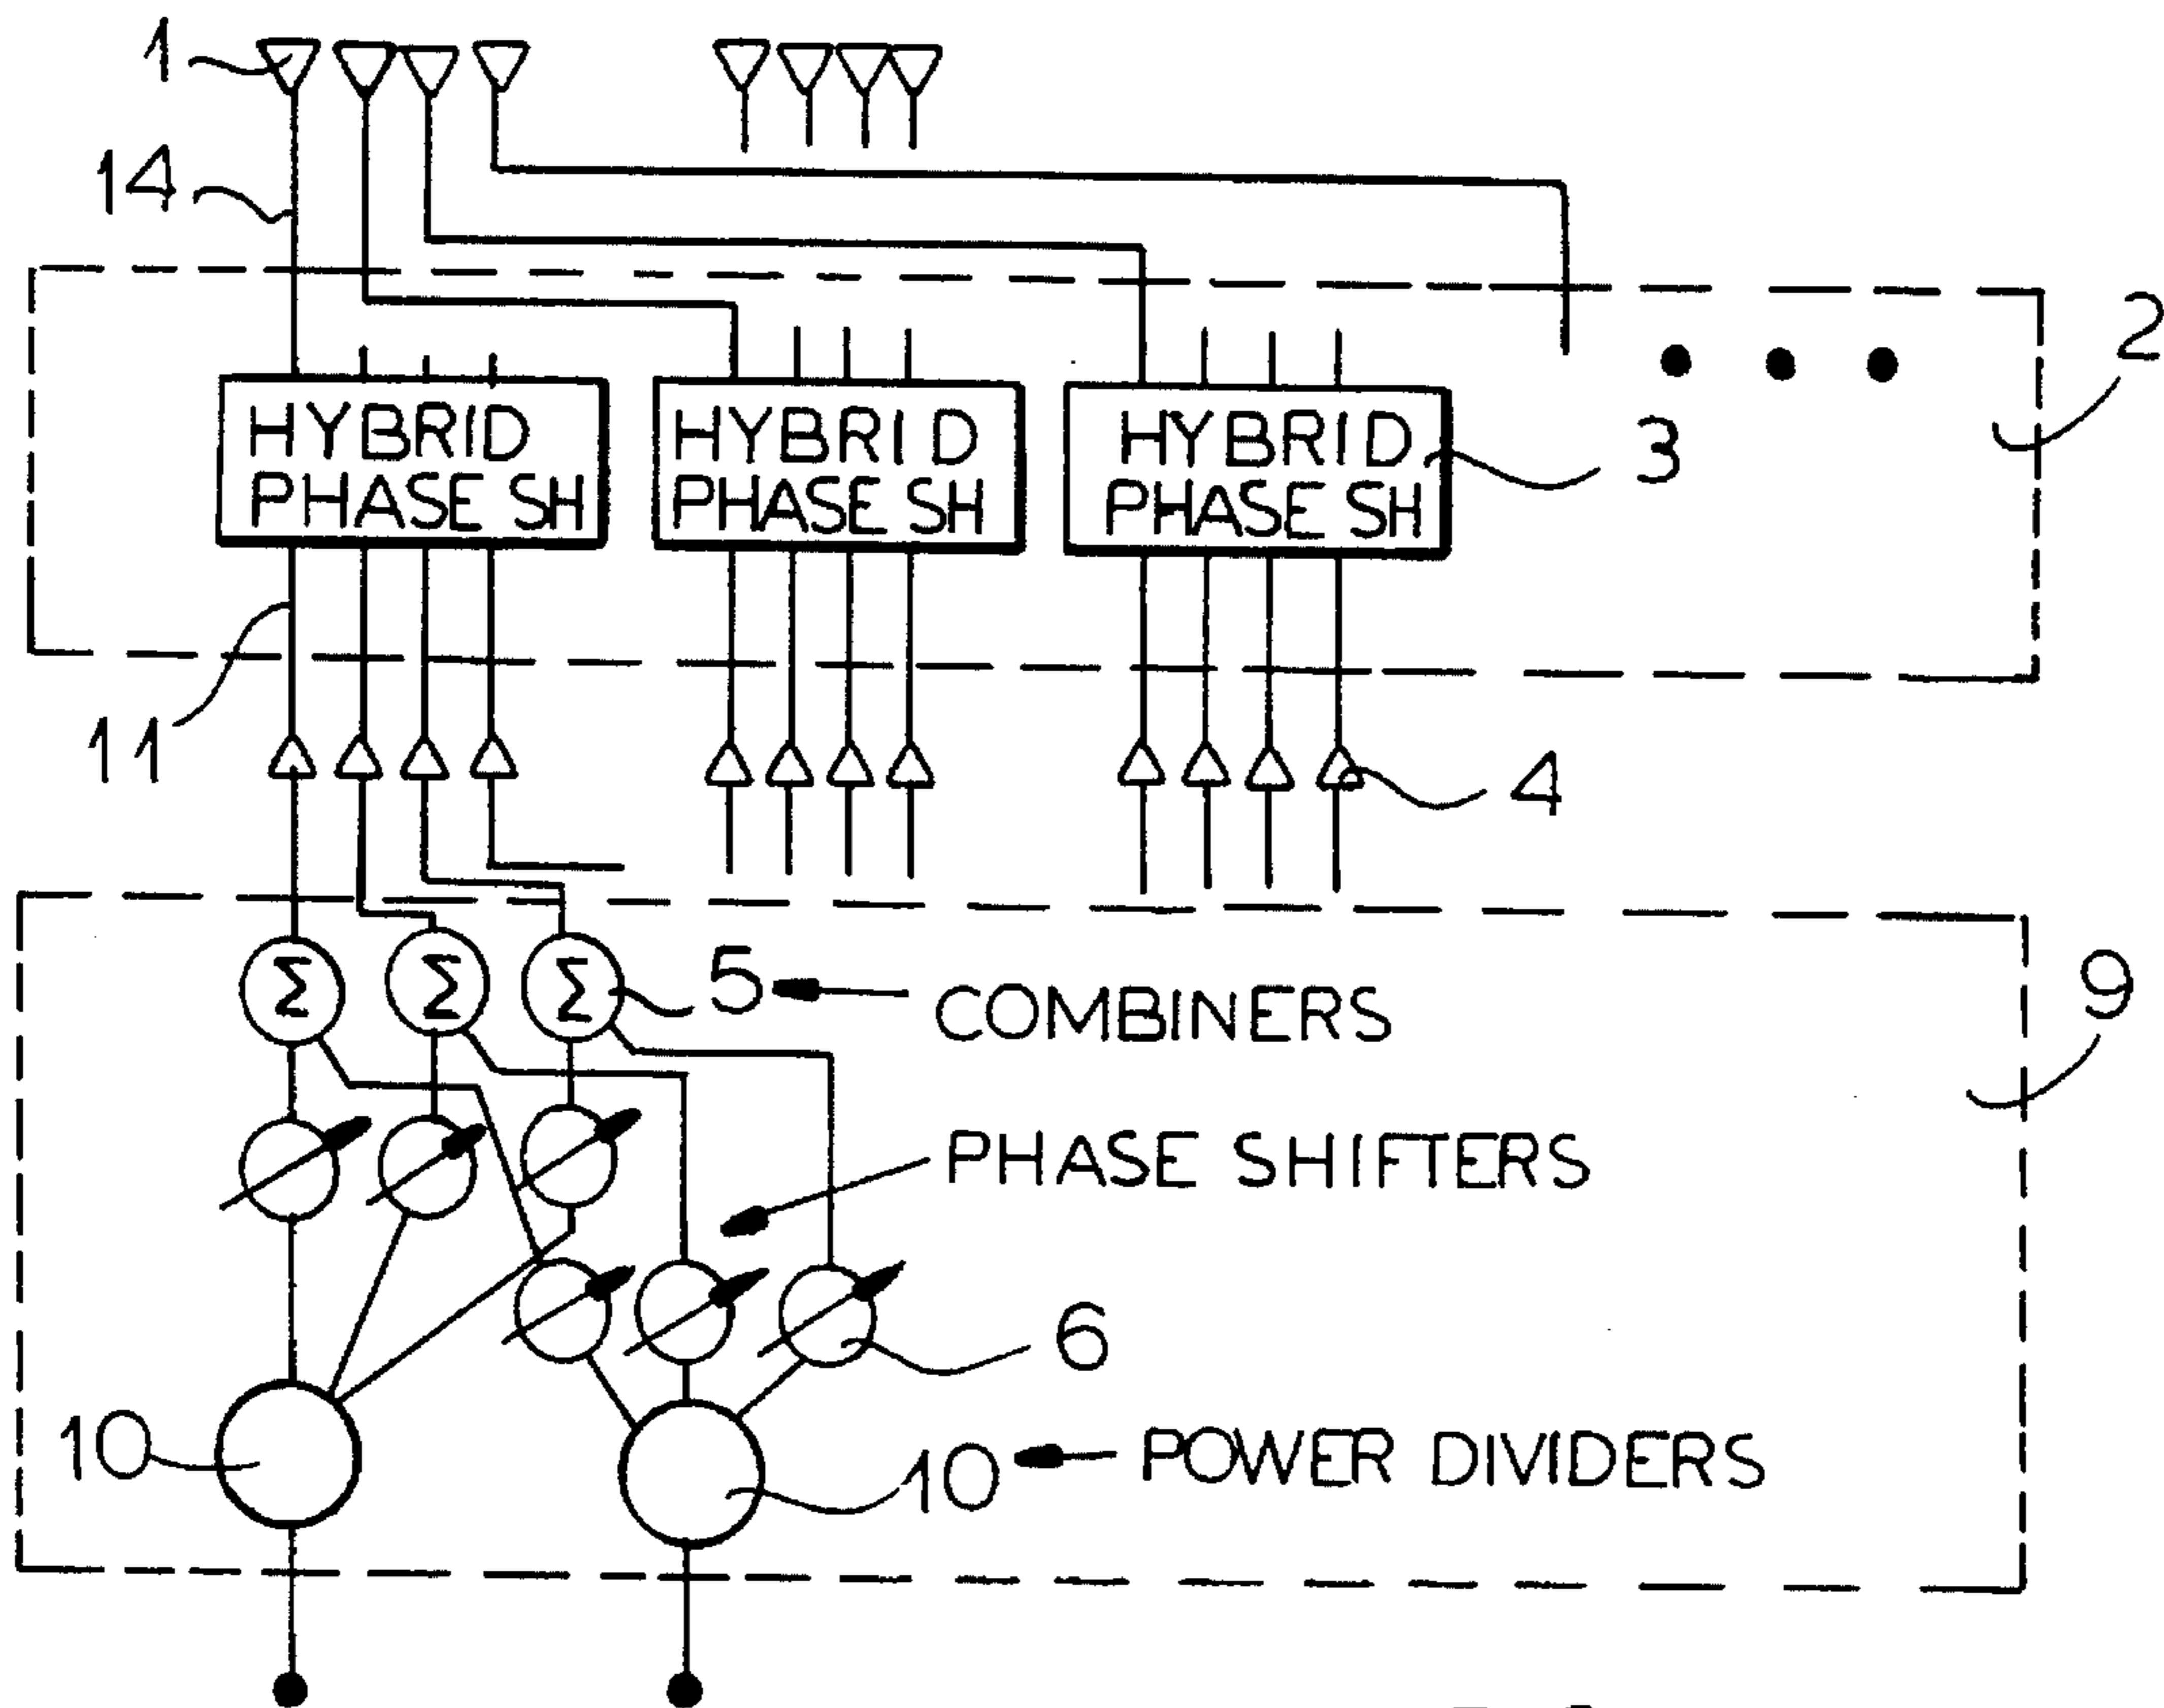 1
14
2
HYBRID
PHASE SH
HYBRID
PHASE SH
HYBRID
PHASE SH
3
11
4
Σ
Σ
Σ
5
COMBINERS
9
PHASE SHIFTERS
6
10
10
POWER DIVIDERS